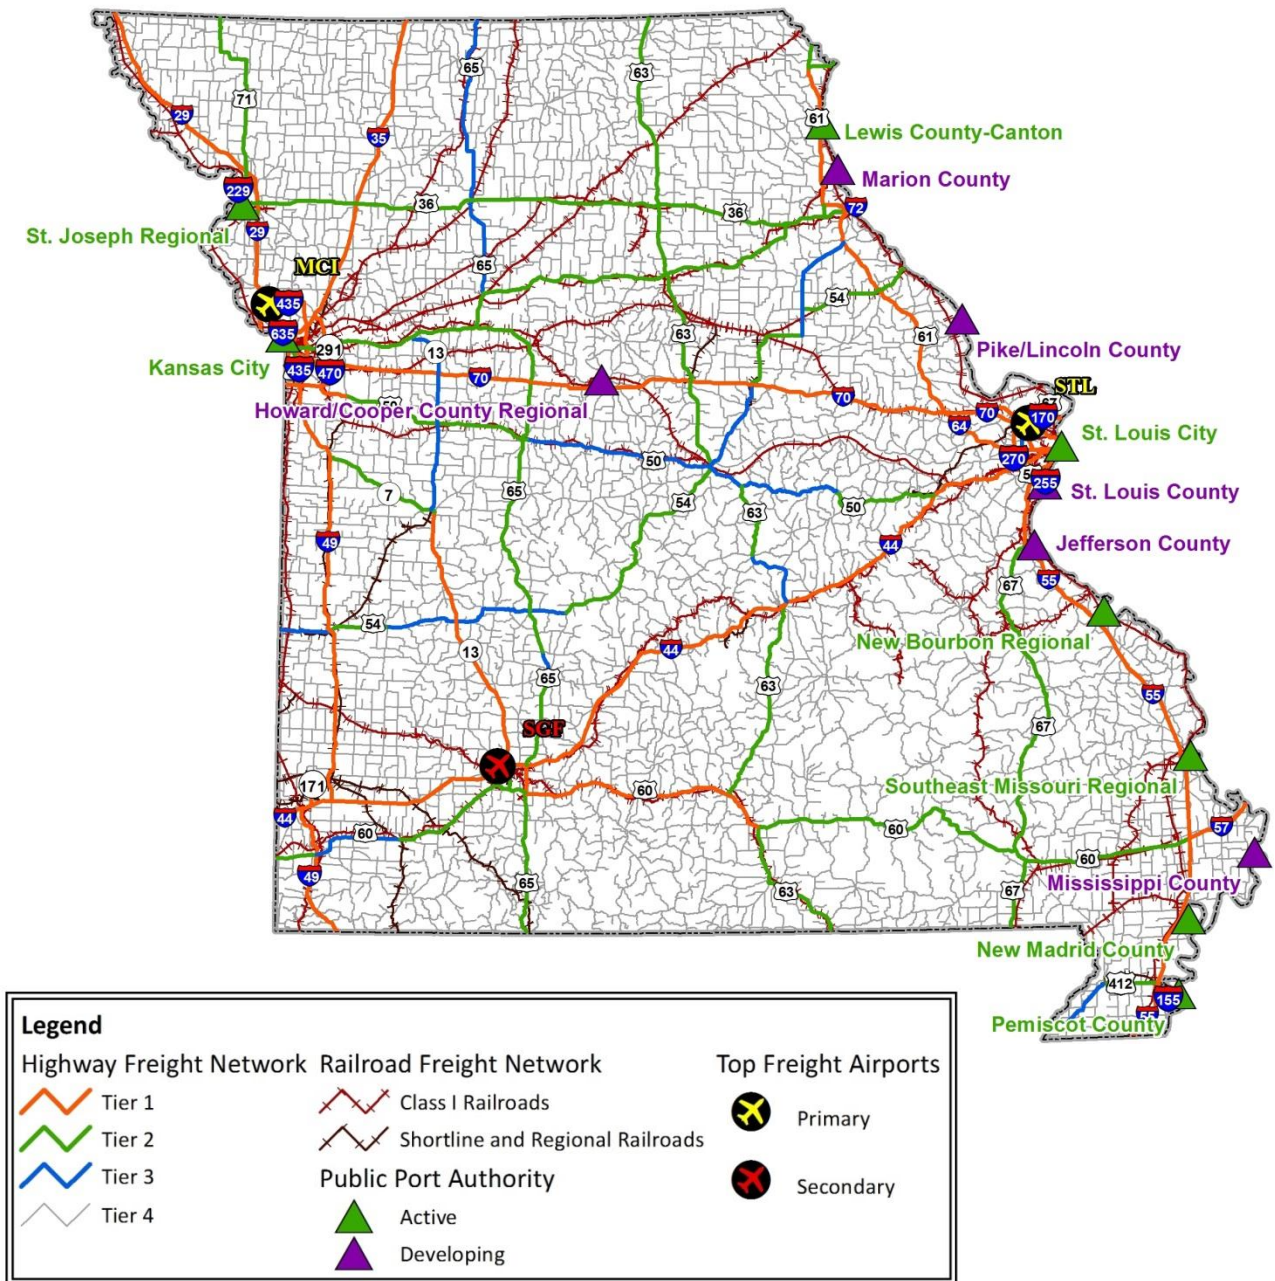 65
63
71
61
29
35
Lewis County-Canton
Marion County
229
36
36
72
29
St. Joseph Regional
MCI
65
435
54
635
63
61
291
13
Pike/Lincoln County
Kansas City
435
470
70
STL
67
70
70
170
50
Howard/Cooper County Regional
64
St. Louis City
50
270
255
St. Louis County
7
65
54
63
50
49
44
Jefferson County
55
67
54
New Bourbon Regional
13
44
65
63
55
67
SGF
171
60
Southeast Missouri Regional
44
60
60
57
49
65
63
67
60
Mississippi County
New Madrid County
412
155
55
Pemiscot County
Legend
Highway Freight Network
Tier 1
Tier 2
Tier 3
Tier 4
Railroad Freight Network
Class I Railroads
Shortline and Regional Railroads
Public Port Authority
Active
Developing
Top Freight Airports
Primary
Secondary